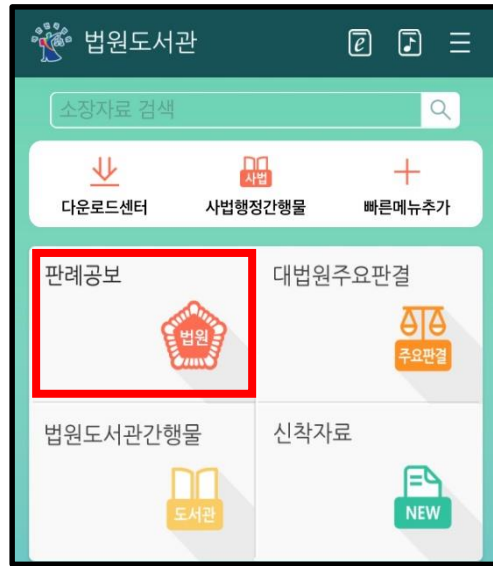 법원도서관
소장자료 검색
사법
다운로드센터 사법행정간행물 빠른메뉴추가
판례공보 대법원주요판결
법원 주요판결
법원도서관간행물 신착자료
도서관 NEW